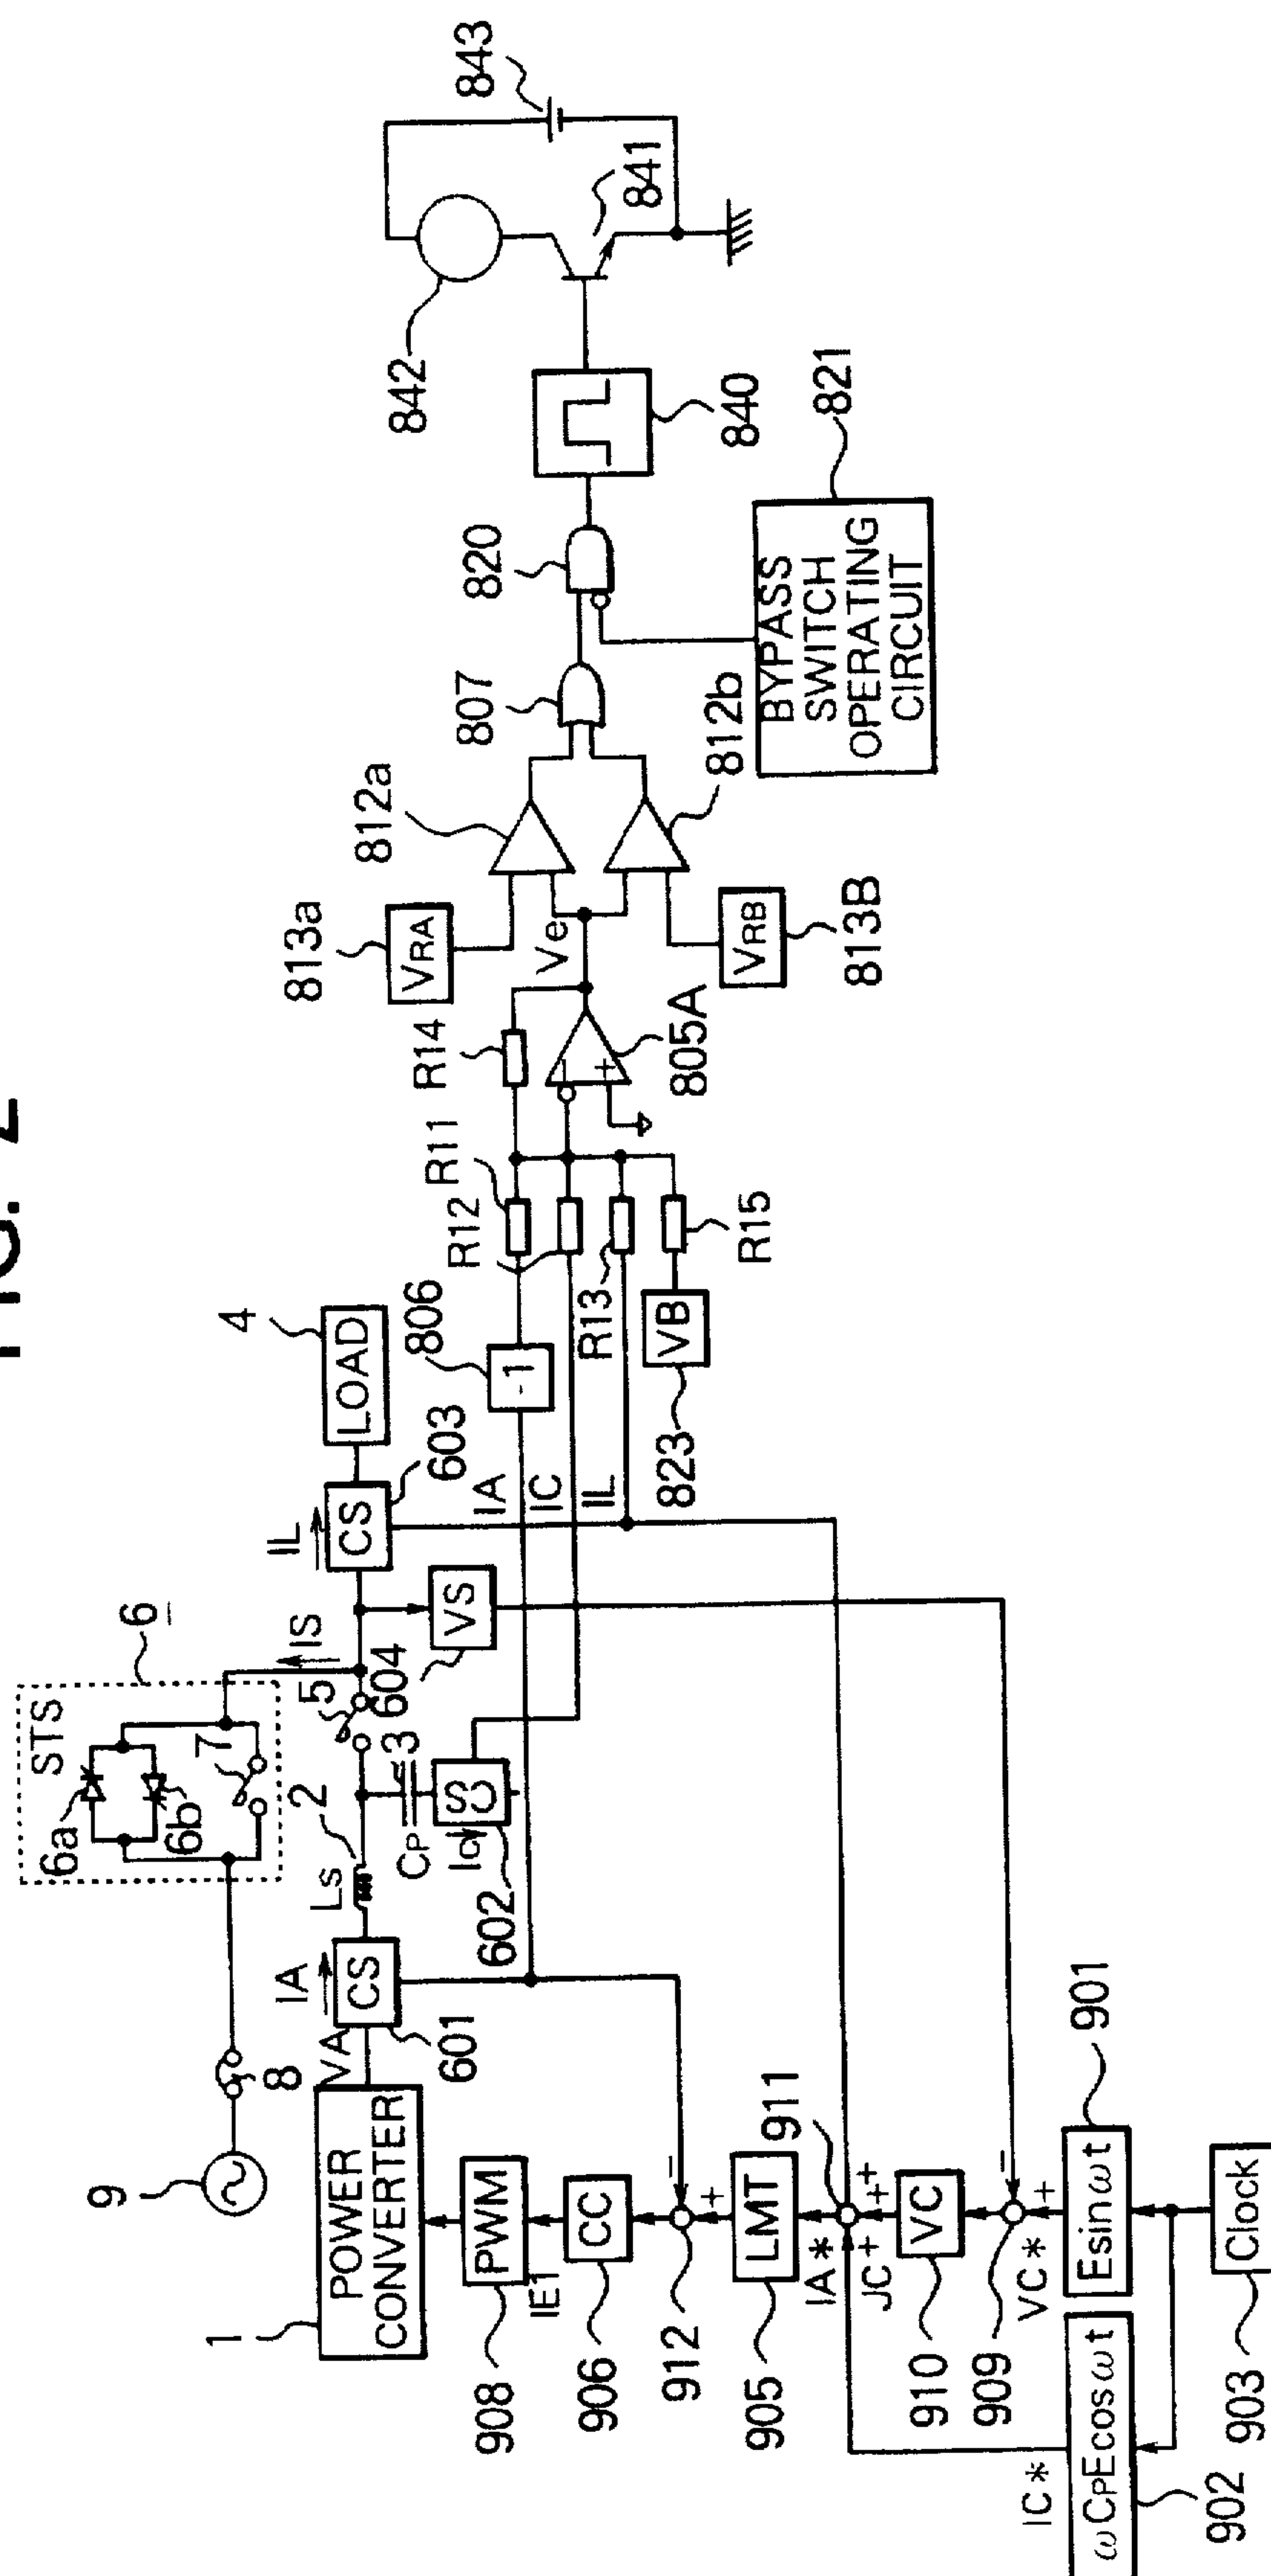 FIG. 2
9
8
STS
6
6a
6b
7
IS
5
1
POWER
CONVERTER
VA
IA
CS
601
Ls
2
CP
3
CS
Ic
602
604
VS
IL
CS
603
LOAD
4
908
PWM
IE1
906
CC
912
-
+
905
LMT
IA*
911
JC
+
+
+
910
VC
909
-
+
VC*
Esinωt
901
IC*
ωCPEcosωt
902
Clock
903
IA
IC
IL
806
-1
R12
R11
R13
R15
VB
823
R14
-
+
805A
Ve
813a
VRA
VRB
813B
812a
812b
807
820
BYPASS
SWITCH
OPERATING
CIRCUIT
821
840
841
842
843